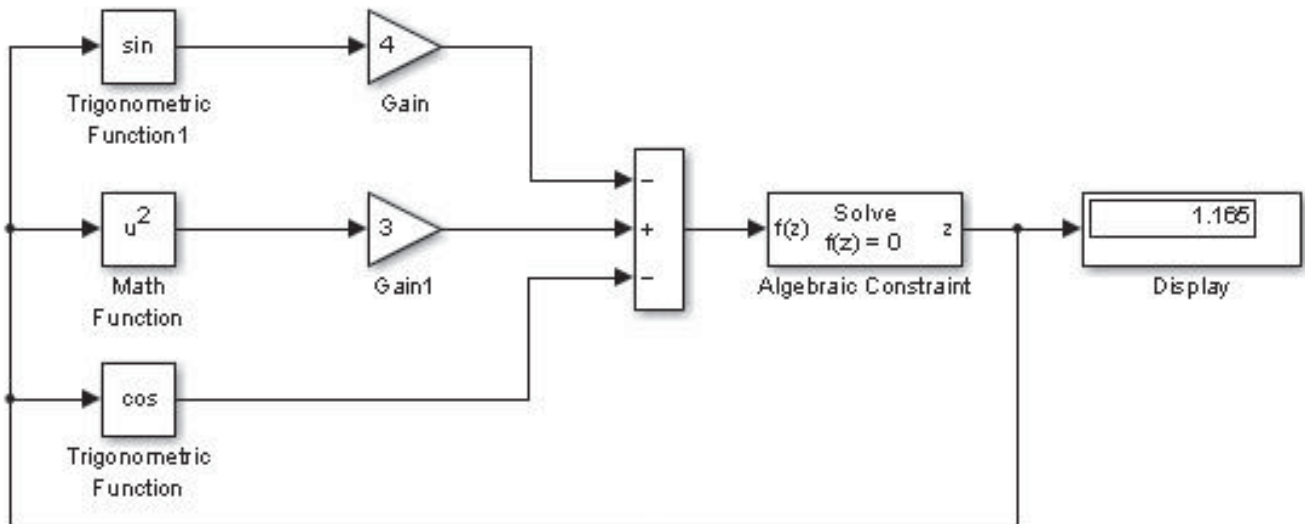 sin
Trigonometric
Function1
4
Gain
u²
Math
Function
3
Gain1
cos
Trigonometric
Function
−
+
−
f(z)
Solve
f(z) = 0
z
Algebraic Constraint
1.165
Display